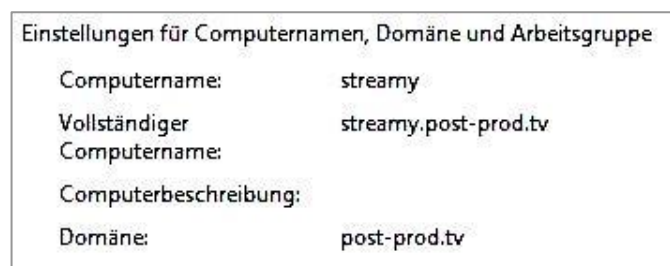 Einstellungen für Computernamen, Domäne und Arbeitsgruppe
Computername: streamy
Vollständiger streamy.post-prod.tv
Computername:
Computerbeschreibung:
Domäne: post-prod.tv